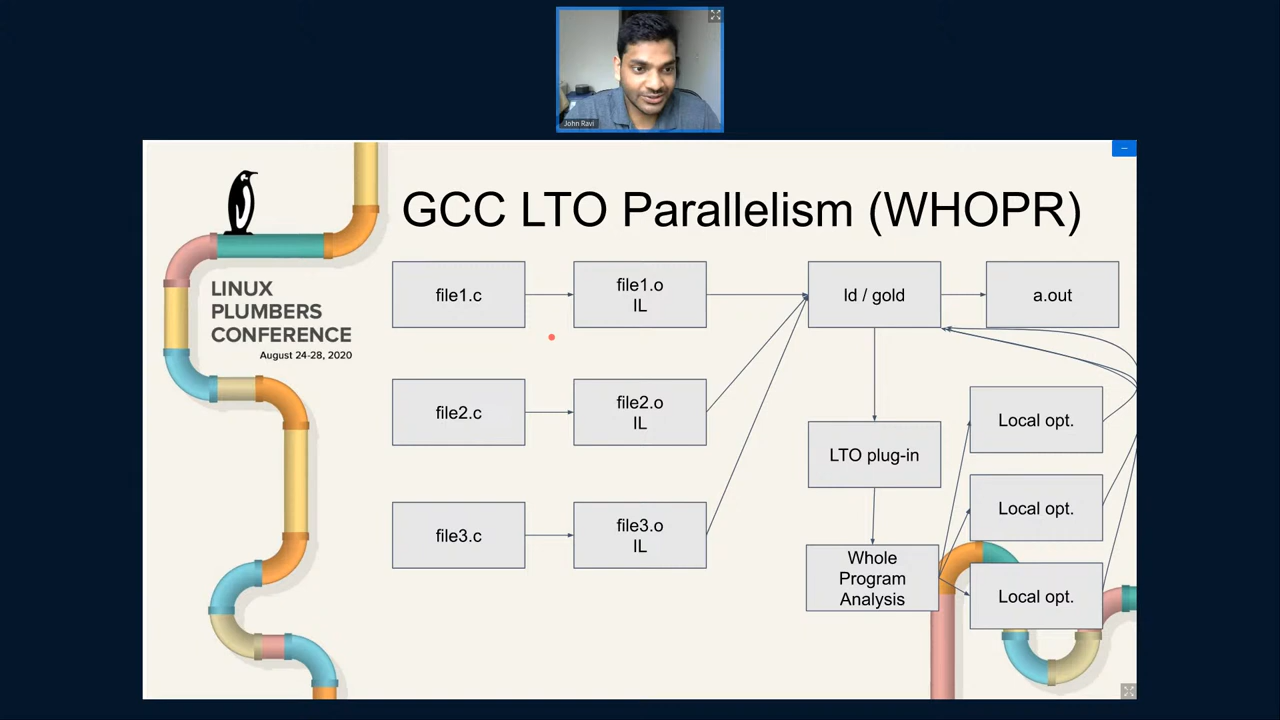 John Ravi
GCC LTO Parallelism (WHOPR)
LINUX
PLUMBERS
CONFERENCE
August 24-28, 2020
file1.c
file1.o
IL
ld / gold
a.out
file2.c
file2.o
IL
Local opt.
LTO plug-in
Local opt.
file3.c
file3.o
IL
Whole
Program
Analysis
Local opt.